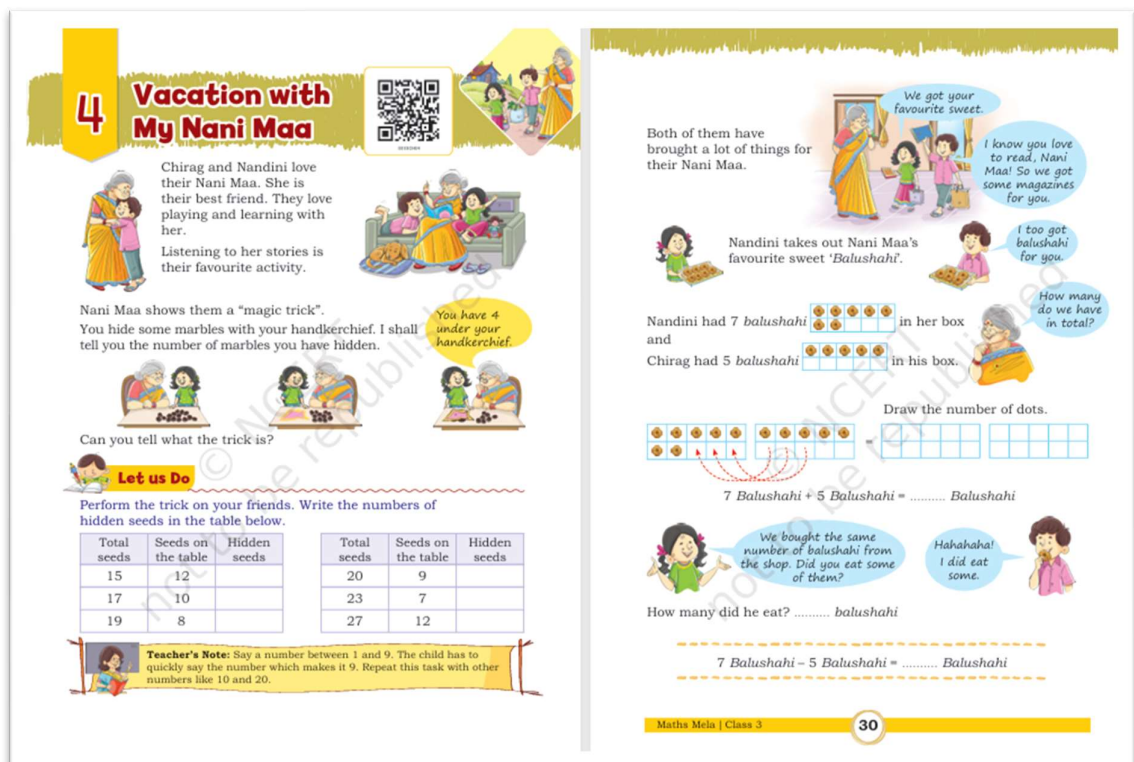 4
Vacation with
My Nani Maa
Chirag and Nandini love
their Nani Maa. She is
their best friend. They love
playing and learning with
her.
Listening to her stories is
their favourite activity.
Nani Maa shows them a “magic trick”.
You hide some marbles with your handkerchief. I shall
tell you the number of marbles you have hidden.
You have 4
under your
handkerchief.
Can you tell what the trick is?
Let us Do
Perform the trick on your friends. Write the numbers of
hidden seeds in the table below.
Total seeds Seeds on the table Hidden seeds
15 12
17 10
19 8
Total seeds Seeds on the table Hidden seeds
20 9
23 7
27 12
Teacher’s Note: Say a number between 1 and 9. The child has to
quickly say the number which makes it 9. Repeat this task with other
numbers like 10 and 20.
© NCERT
not to be republished
We got your
favourite sweet.
Both of them have
brought a lot of things for
their Nani Maa.
I know you love
to read, Nani
Maa! So we got
some magazines
for you.
Nandini takes out Nani Maa’s
favourite sweet ‘Balushahi’.
I too got
balushahi
for you.
How many
do we have
in total?
Nandini had 7 balushahi in her box
and
Chirag had 5 balushahi in his box.
Draw the number of dots.
=
7 Balushahi + 5 Balushahi = .......... Balushahi
We bought the same
number of balushahi from
the shop. Did you eat some
of them?
Hahahaha!
I did eat
some.
How many did he eat? .......... balushahi
7 Balushahi – 5 Balushahi = .......... Balushahi
Maths Mela | Class 3
30
© NCERT
not to be republished